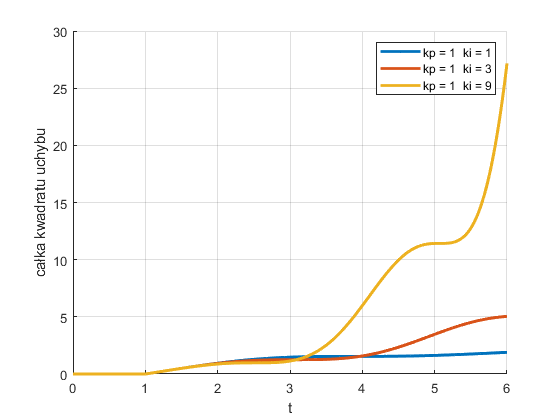 30
kp = 1  ki = 1
kp = 1  ki = 3
kp = 1  ki = 9
25
20
całka kwadratu uchybu
15
10
5
0
0 1 2 3 4 5 6
t